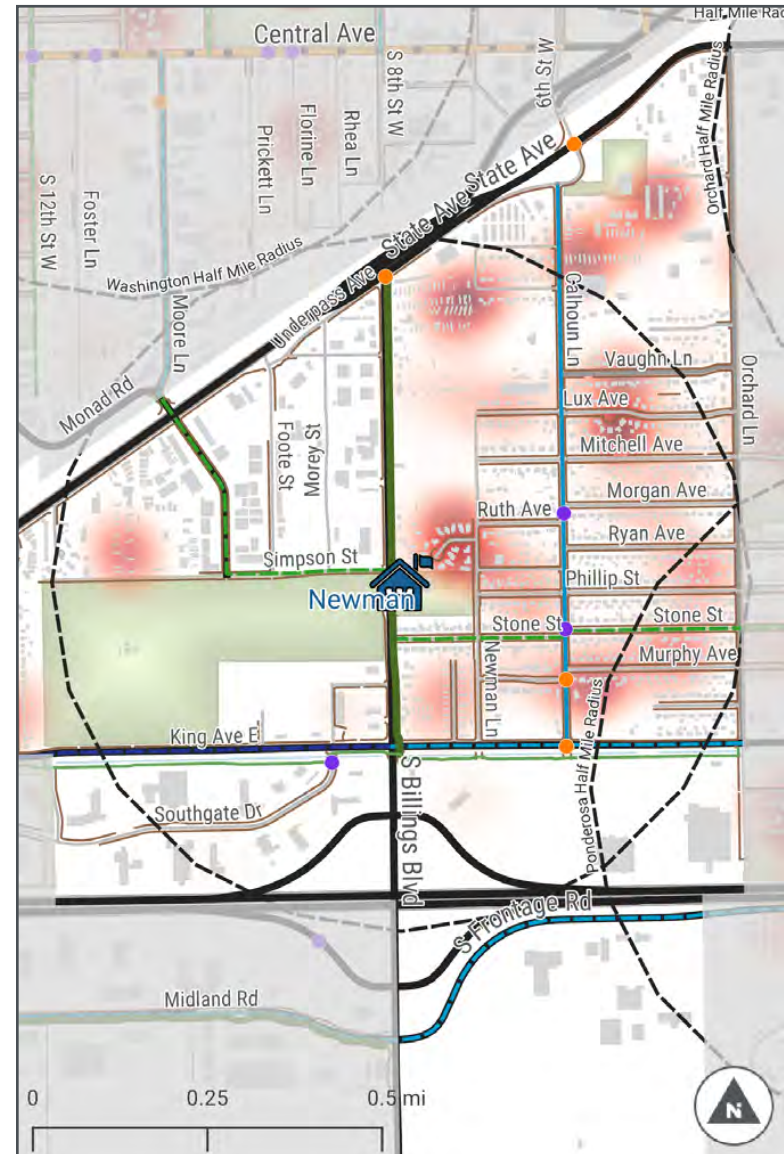 Half Mile Rad
Central Ave
S 8th St W
6th St W
Rhea Ln
Florine Ln
Prickett Ln
Orchard Half Mile Radius
S 12th St W
Foster Ln
State Ave
State Ave
Washington Half Mile Radius
Underpass Ave
Moore Ln
Calhoun Ln
Monad Rd
Vaughn Ln
Orchard Ln
Lux Ave
Morey St
Foote St
Mitchell Ave
Morgan Ave
Ruth Ave
Ryan Ave
Simpson St
Phillip St
Newman
Stone St
Stone St
Murphy Ave
Newman Ln
King Ave E
Ponderosa Half Mile Radius
Southgate Dr
S Billings Blvd
S Frontage Rd
Midland Rd
0
0.25
0.5 mi
N